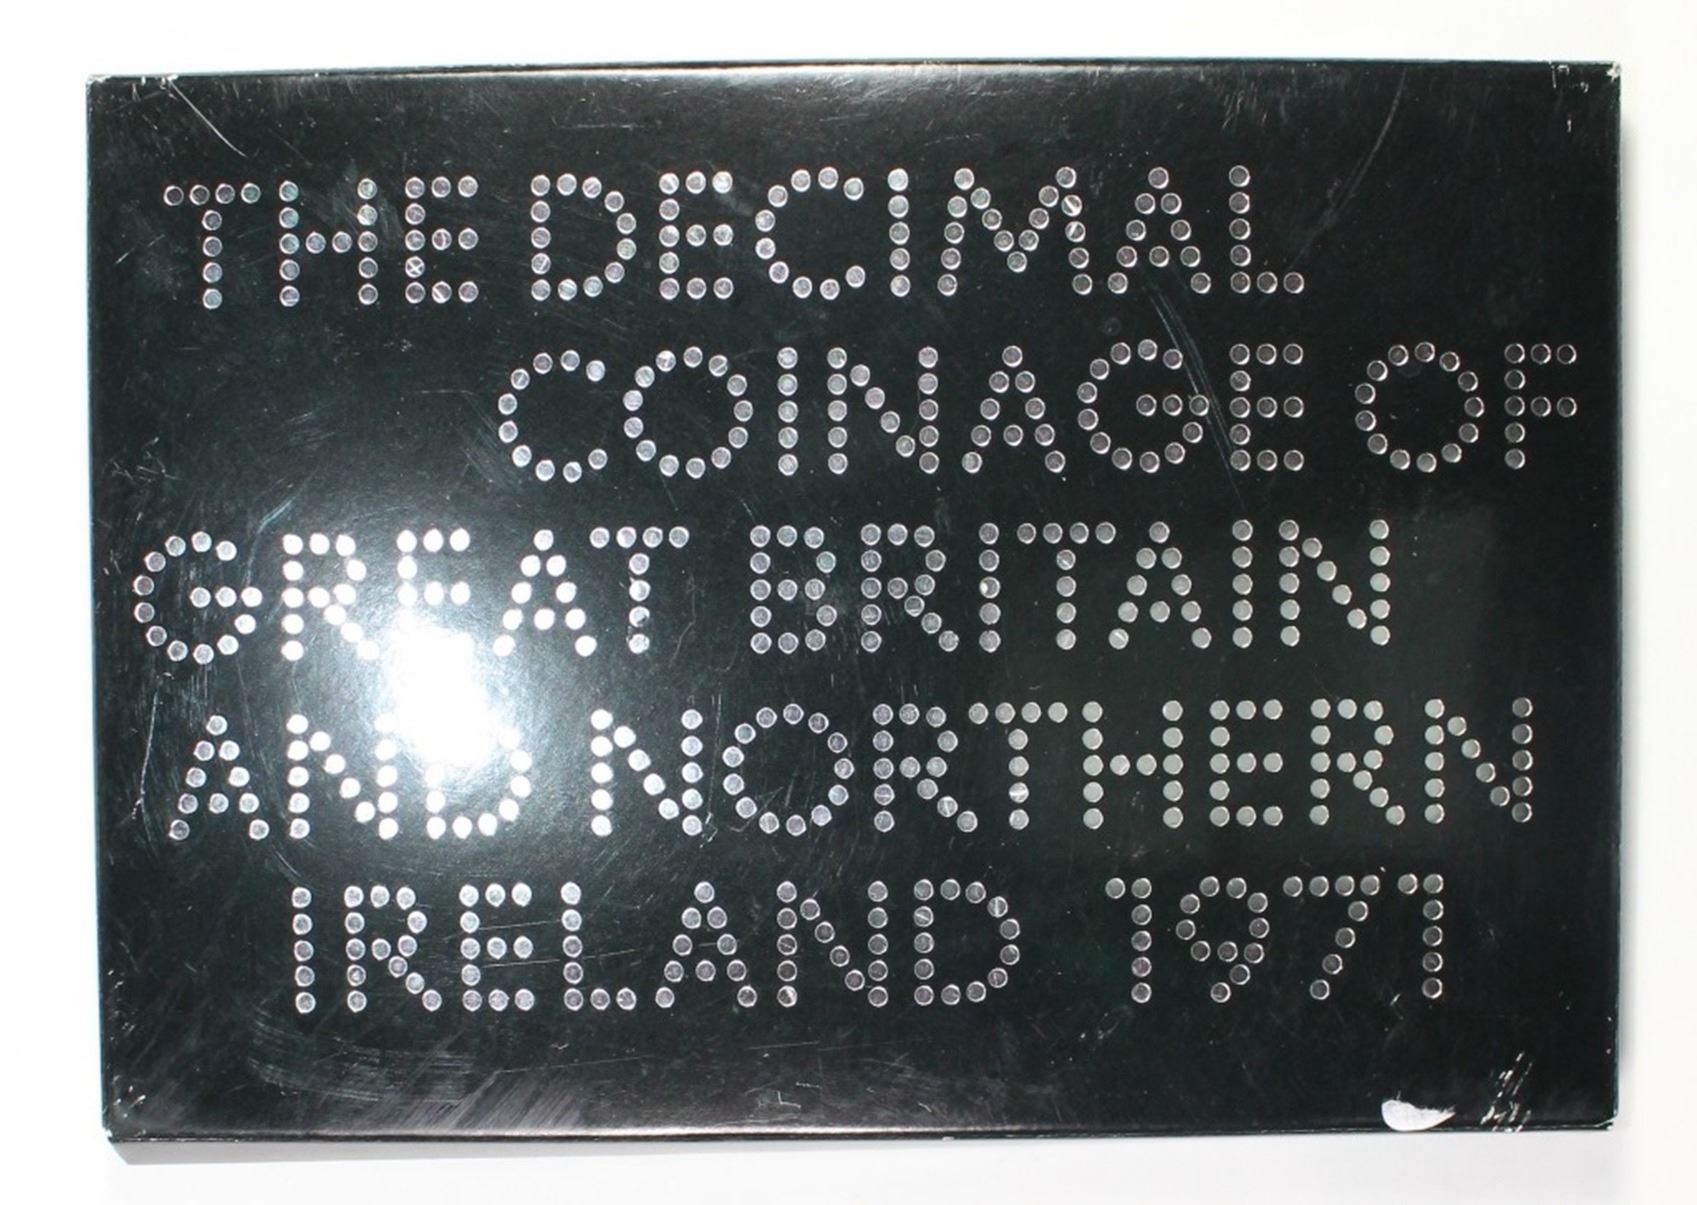 THE DECIMAL
COINAGE OF
GREAT BRITAIN
AND NORTHERN
IRELAND 1971